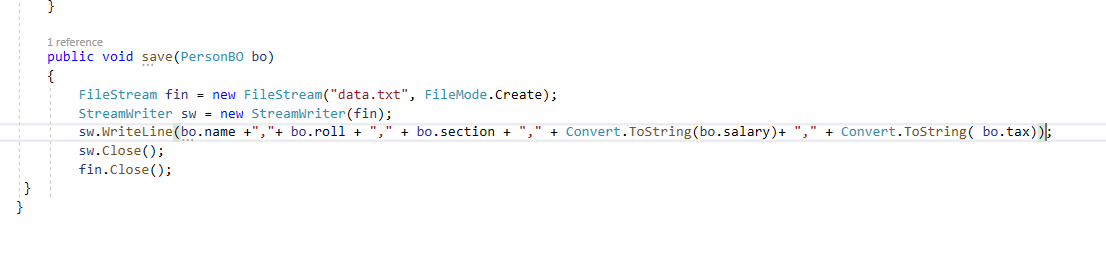 }
1 reference
public void save(PersonBO bo)
{
FileStream fin = new FileStream("data.txt", FileMode.Create);
StreamWriter sw = new StreamWriter(fin);
sw.WriteLine(bo.name +","+ bo.roll + "," + bo.section + "," + Convert.ToString(bo.salary)+ "," + Convert.ToString( bo.tax));
sw.Close();
fin.Close();
}
}